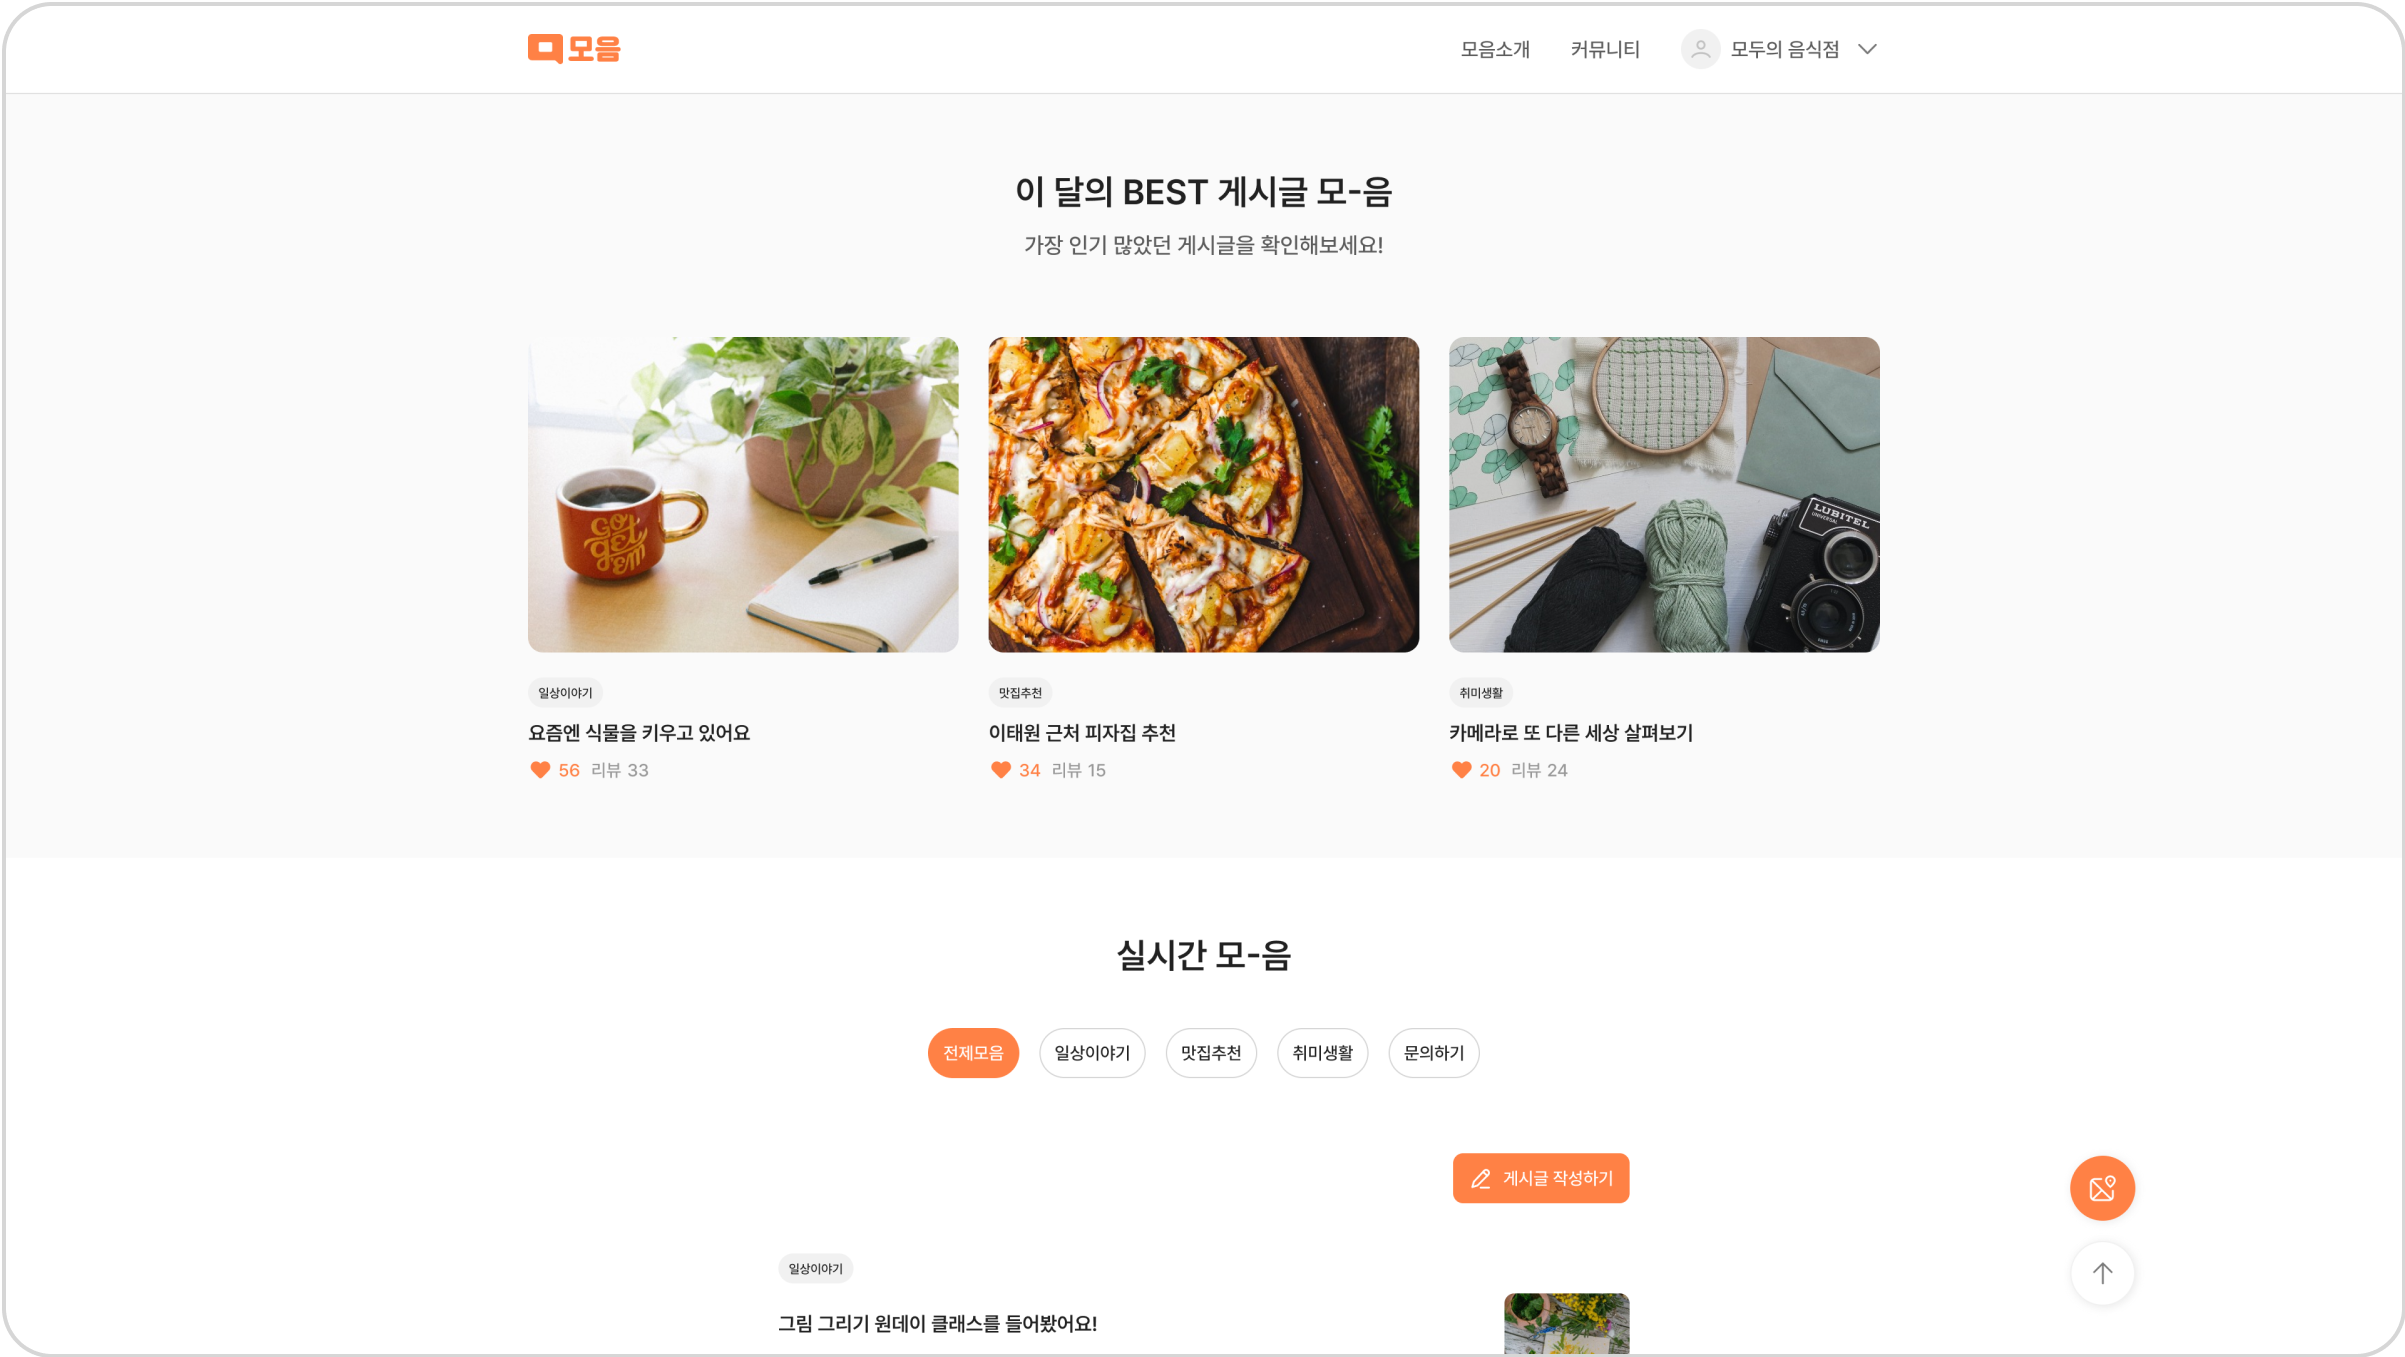 모음
모음소개
커뮤니티
모두의 음식점
이 달의 BEST 게시글 모-음
가장 인기 많았던 게시글을 확인해보세요!
GO
get
'EM
LUBITEL
UNIVERSAL
일상이야기
요즘엔 식물을 키우고 있어요
56 리뷰 33
맛집추천
이태원 근처 피자집 추천
34 리뷰 15
취미생활
카메라로 또 다른 세상 살펴보기
20 리뷰 24
실시간 모-음
전제모음
일상이야기
맛집추천
취미생활
문의하기
게시글 작성하기
일상이야기
그림 그리기 원데이 클래스를 들어봤어요!